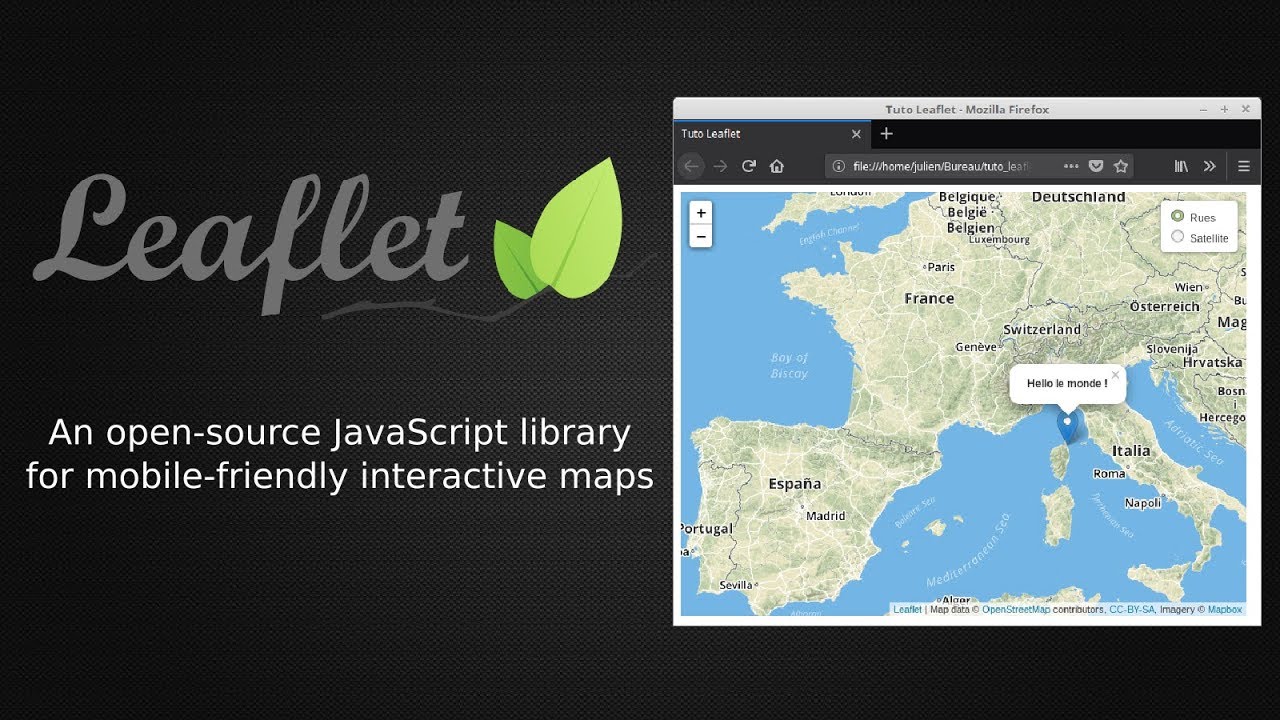 Leaflet
An open-source JavaScript library
for mobile-friendly interactive maps
Tuto Leaflet - Mozilla Firefox
Tuto Leaflet
file:///home/julien/Bureau/tuto_leafl
+
−
Rues
Satellite
London
English Channel
Belgique
België
Belgien
Deutschland
Luxembourg
Paris
France
Wien
Österreich
Bu
Mag
Switzerland
Genève
Slovenija
Hrvatska
Bay of
Biscay
Hello le monde !
Bosn
i
Hercego
Adriatic Sea
Italia
Roma
Napoli
Tyrrhenian Sea
España
Madrid
Balearic Sea
Portugal
Mediterranean Sea
Sevilla
Alger
Leaflet | Map data © OpenStreetMap contributors, CC-BY-SA, Imagery © Mapbox